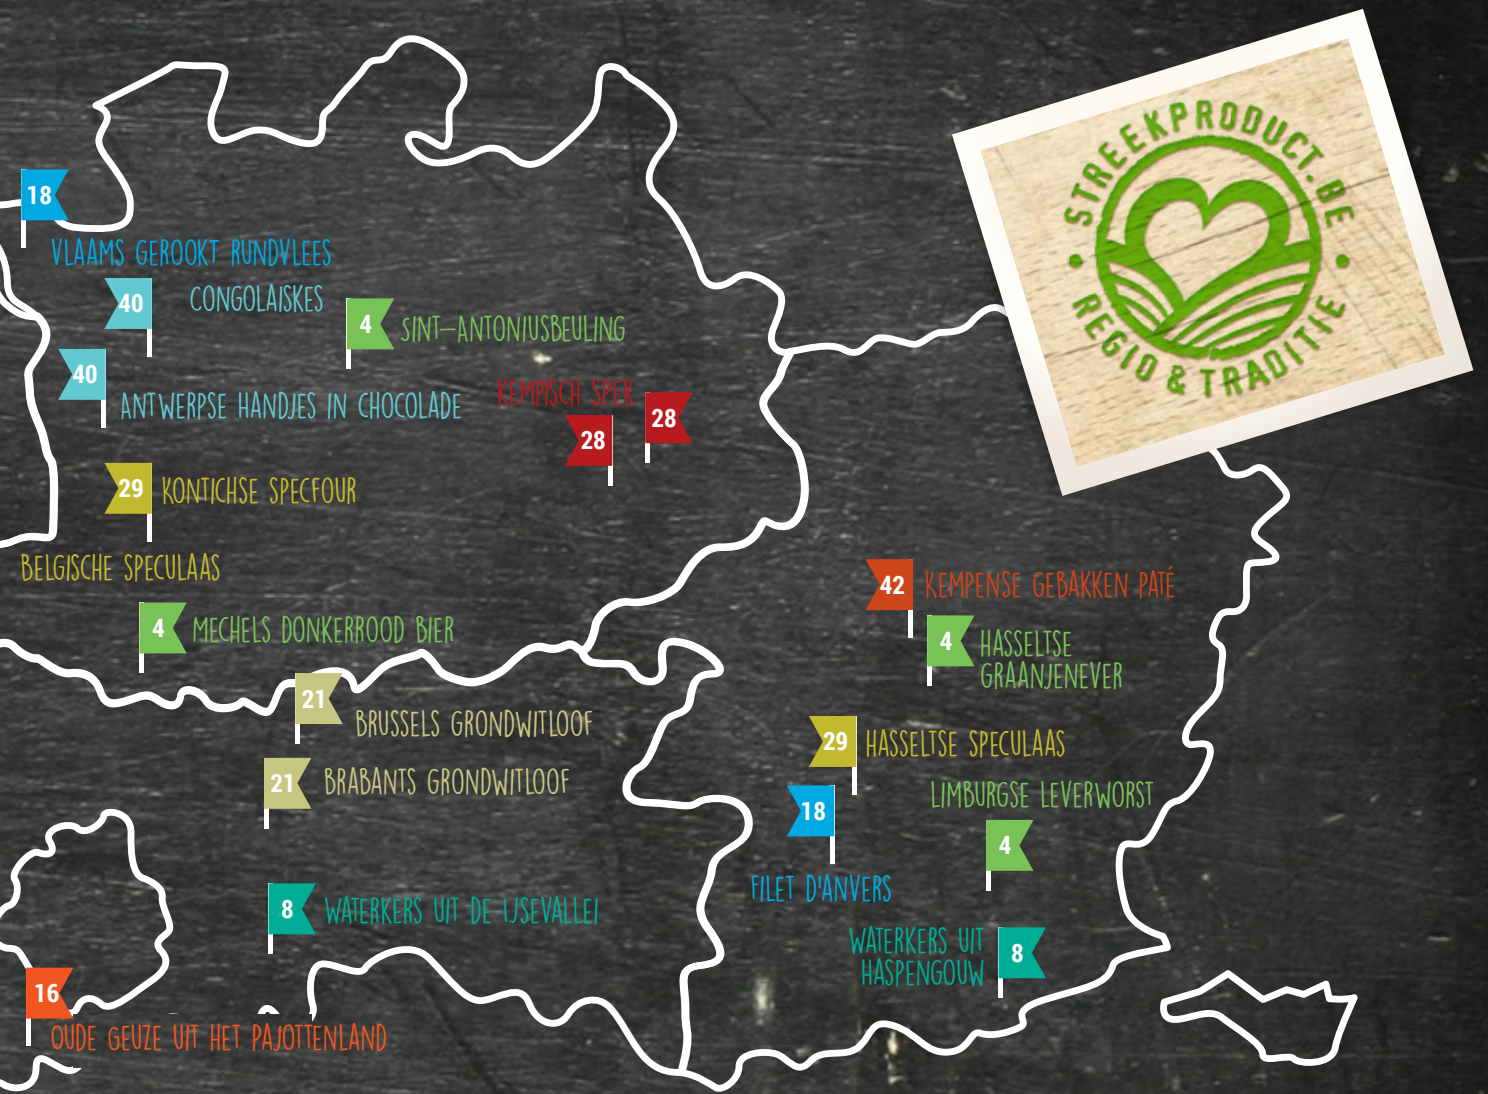 STREEKPRODUCT.BE
REGIO & TRADITIE
18
VLAAMS GEROOKT RUNDVLEES
40
CONGOLAISKES
4
SINT-ANTONIUSBEULING
40
ANTWERPSE HANDJES IN CHOCOLADE
KEMPISCH SPEK
28
28
29
KONTICHSE SPECFOUR
BELGISCHE SPECULAAS
42
KEMPENSE GEBAKKEN PATÉ
4
MECHELS DONKERROOD BIER
4
HASSELTSE
GRAANJENEVER
21
BRUSSELS GRONDWITLOOF
29
HASSELTSE SPECULAAS
21
BRABANTS GRONDWITLOOF
LIMBURGSE LEVERWORST
18
4
FILET D'ANVERS
8
WATERKERS UIT DE IJSEVALLEI
WATERKERS UIT
HASPENGOUW
8
16
OUDE GEUZE UIT HET PAJOTTENLAND